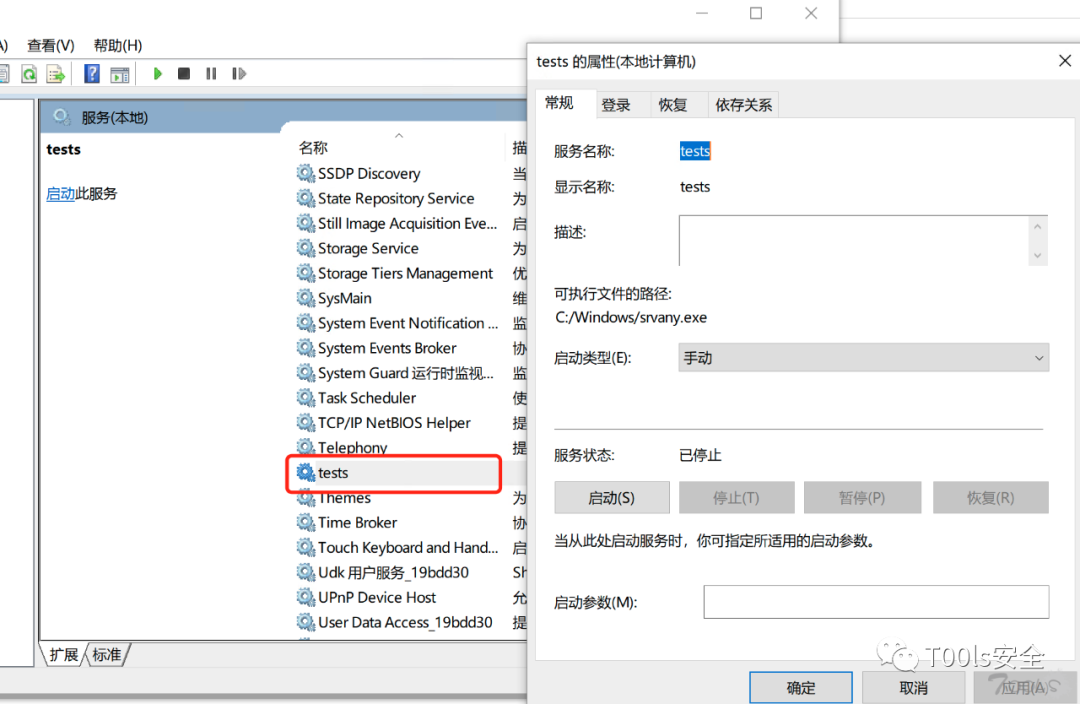 A) 查看(V) 帮助(H)
服务(本地)
tests
启动此服务
名称 描
SSDP Discovery 当
State Repository Service 为
Still Image Acquisition Eve... 启
Storage Service 为
Storage Tiers Management 优
SysMain 维
System Event Notification ... 监
System Events Broker 协
System Guard 运行时监视... 监
Task Scheduler 使
TCP/IP NetBIOS Helper 提
Telephony 提
tests
Themes 为
Time Broker 协
Touch Keyboard and Hand... 启
Udk 用户服务_19bdd30 Sh
UPnP Device Host 允
User Data Access_19bdd30 提
扩展 标准
tests 的属性(本地计算机)
常规 登录 恢复 依存关系
服务名称: tests
显示名称: tests
描述:
可执行文件的路径:
C:/Windows/srvany.exe
启动类型(E): 手动
服务状态: 已停止
启动(S) 停止(T) 暂停(P) 恢复(R)
当从此处启动服务时，你可指定所适用的启动参数。
启动参数(M):
T00ls安全
确定 取消 应用(A)